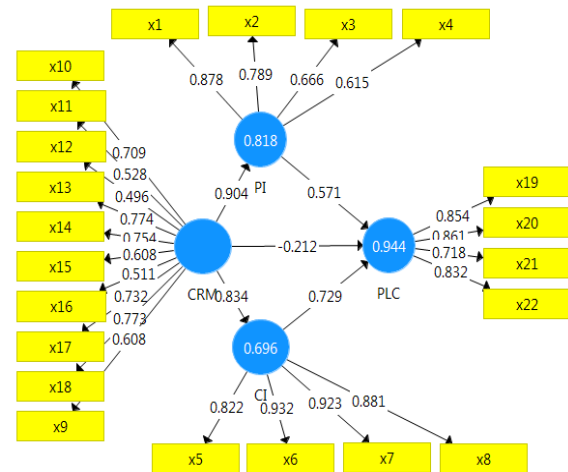 x1
x2
x3
x4
x10
x11
x12
x13
x14
x15
x16
x17
x18
x9
0.878
0.789
0.666
0.615
0.818
PI
0.709
0.528
0.496
0.774
0.754
0.608
0.511
0.732
0.773
0.608
0.904
0.571
CRM
-0.212
0.834
0.729
0.944
PLC
0.854
0.861
0.718
0.832
x19
x20
x21
x22
0.696
CI
0.822
0.932
0.923
0.881
x5
x6
x7
x8